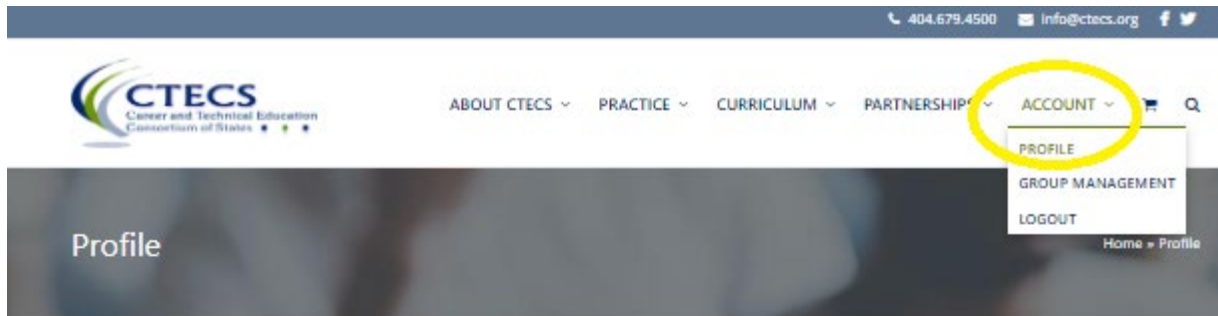 404.679.4500 info@ctecs.org
CTECS
Career and Technical Education
Consortium of States
ABOUT CTECS PRACTICE CURRICULUM PARTNERSHIPS ACCOUNT
PROFILE
GROUP MANAGEMENT
LOGOUT
Profile
Home » Profile